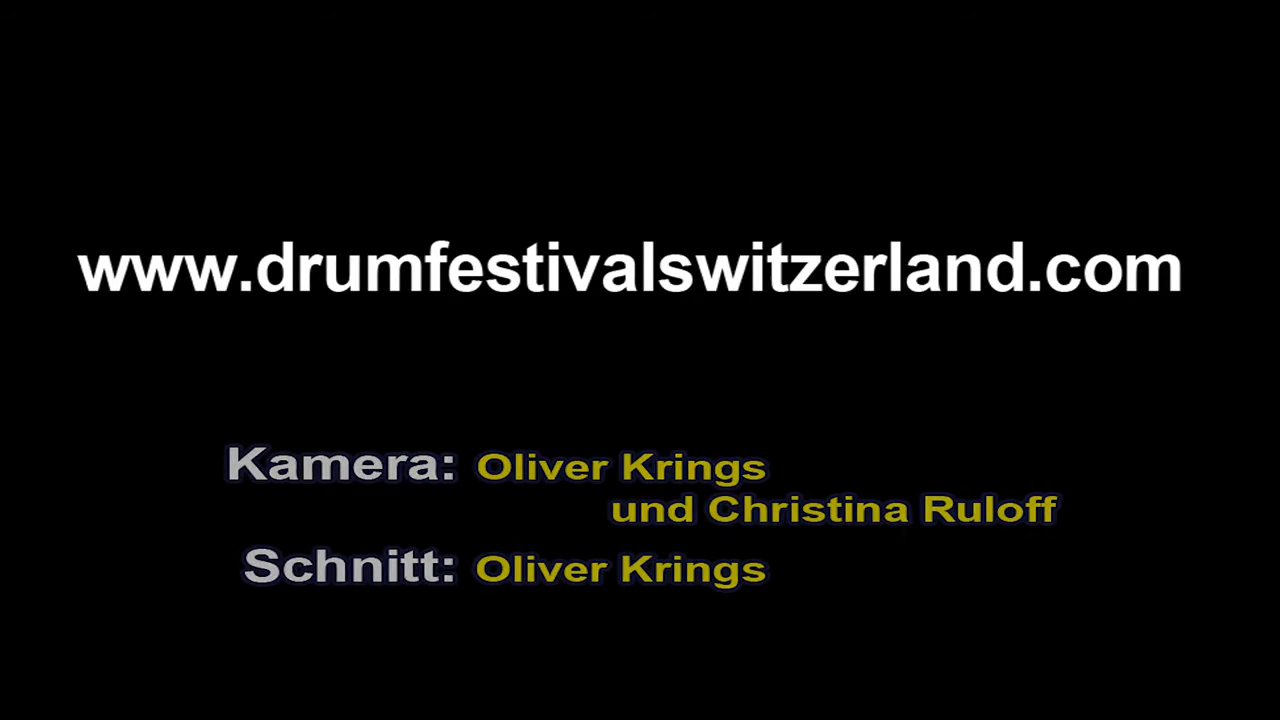 www.drumfestivalswitzerland.com
Kamera: Oliver Krings
und Christina Ruloff
Schnitt: Oliver Krings